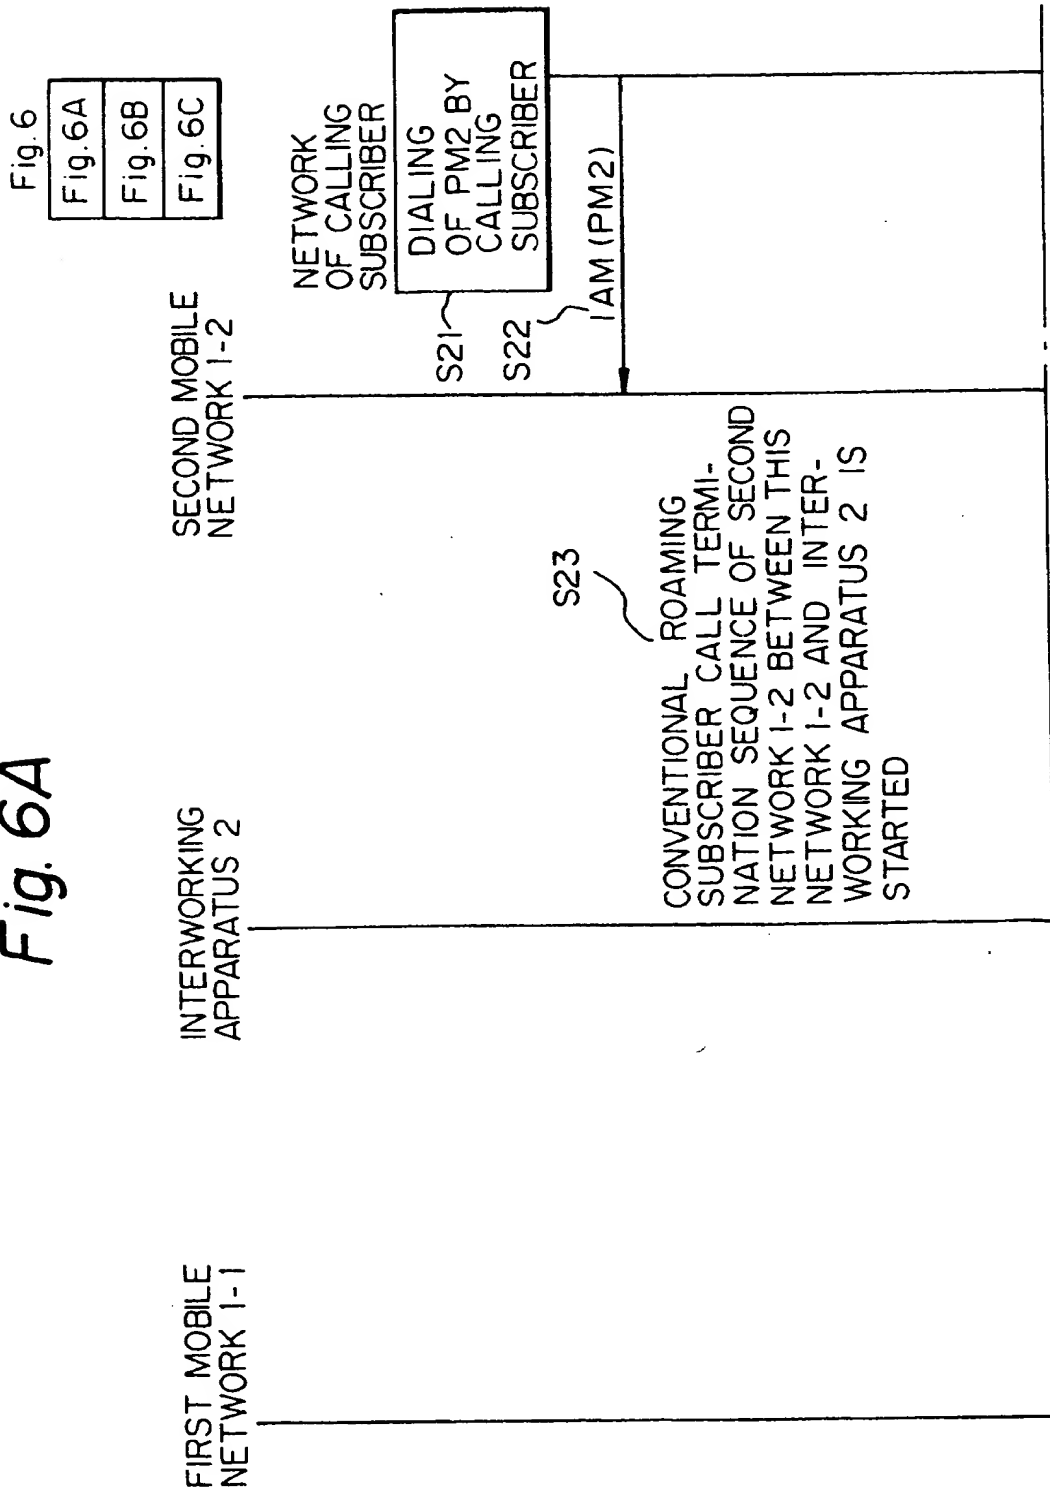 Fig. 6A
Fig. 6
Fig. 6A
Fig. 6B
Fig. 6C
FIRST MOBILE
NETWORK 1-1
INTERWORKING
APPARATUS 2
SECOND MOBILE
NETWORK 1-2
NETWORK
OF CALLING
SUBSCRIBER
S21
DIALING
OF PM2 BY
CALLING
SUBSCRIBER
S22
IAM (PM2)
S23
CONVENTIONAL ROAMING
SUBSCRIBER CALL TERMI-
NATION SEQUENCE OF SECOND
NETWORK 1-2 BETWEEN THIS
NETWORK 1-2 AND INTER-
WORKING APPARATUS 2 IS
STARTED